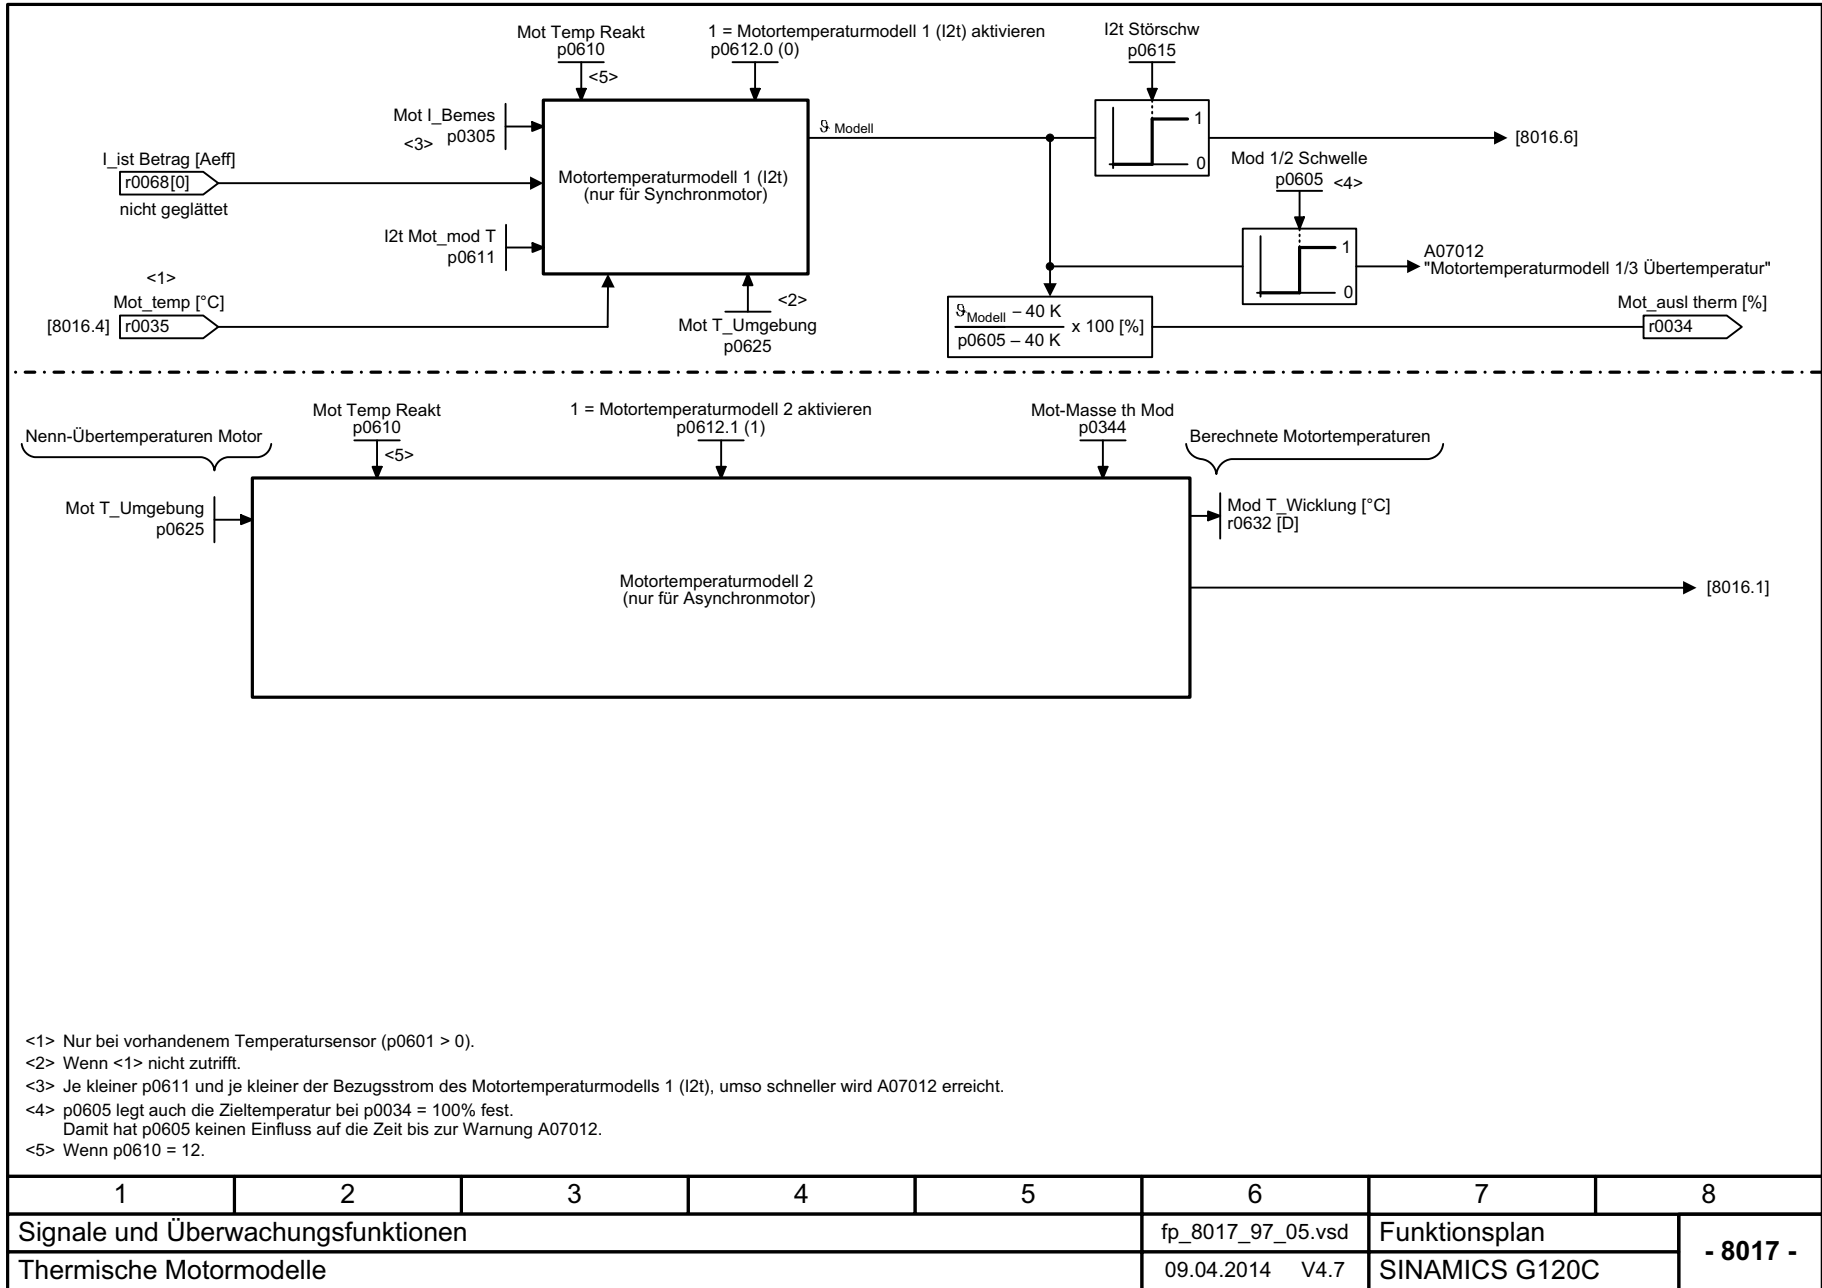 Mot Temp Reakt
p0610
<5>
1 = Motortemperaturmodell 1 (I2t) aktivieren
p0612.0 (0)
I2t Störschw
p0615
Mot I_Bemes
<3> p0305
I_ist Betrag [Aeff]
r0068[0]
nicht geglättet
Motortemperaturmodell 1 (I2t)
(nur für Synchronmotor)
ϑ Modell
1
0
[8016.6]
Mod 1/2 Schwelle
p0605 <4>
1
0
A07012
"Motortemperaturmodell 1/3 Übertemperatur"
I2t Mot_mod T
p0611
<1>
Mot_temp [°C]
[8016.4] r0035
<2>
Mot T_Umgebung
p0625
ϑModell – 40 K
p0605 – 40 K
x 100 [%]
Mot_ausl therm [%]
r0034
Nenn-Übertemperaturen Motor
Mot Temp Reakt
p0610
<5>
1 = Motortemperaturmodell 2 aktivieren
p0612.1 (1)
Mot-Masse th Mod
p0344
Berechnete Motortemperaturen
Mot T_Umgebung
p0625
Mod T_Wicklung [°C]
r0632 [D]
Motortemperaturmodell 2
(nur für Asynchronmotor)
[8016.1]
<1> Nur bei vorhandenem Temperatursensor (p0601 > 0).
<2> Wenn <1> nicht zutrifft.
<3> Je kleiner p0611 und je kleiner der Bezugsstrom des Motortemperaturmodells 1 (I2t), umso schneller wird A07012 erreicht.
<4> p0605 legt auch die Zieltemperatur bei p0034 = 100% fest.
Damit hat p0605 keinen Einfluss auf die Zeit bis zur Warnung A07012.
<5> Wenn p0610 = 12.
1 2 3 4 5 6 7 8
Signale und Überwachungsfunktionen
fp_8017_97_05.vsd
Funktionsplan
- 8017 -
Thermische Motormodelle
09.04.2014 V4.7
SINAMICS G120C